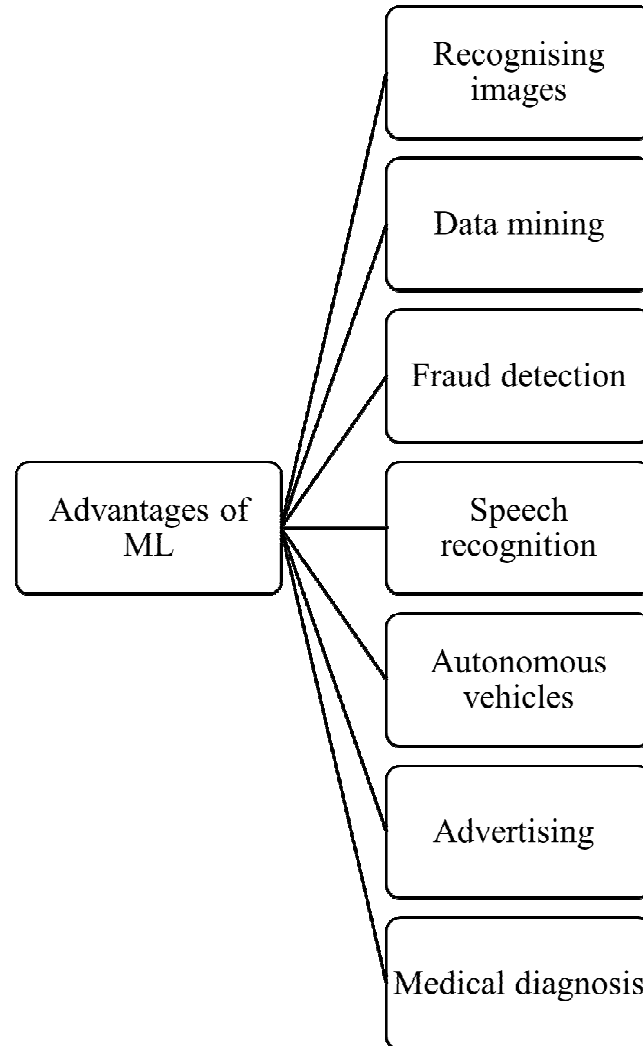 Recognising
images
Data mining
Fraud detection
Advantages of
ML
Speech
recognition
Autonomous
vehicles
Advertising
Medical diagnosis